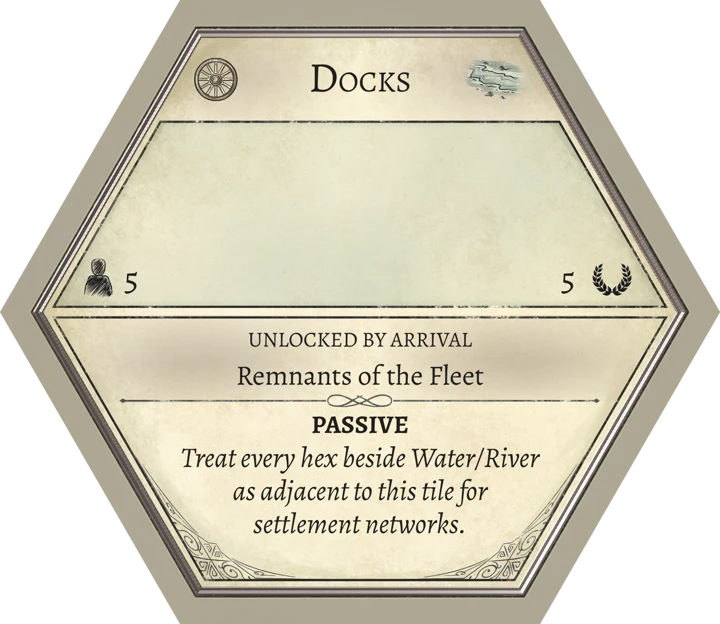 Docks
5
5
UNLOCKED BY ARRIVAL
Remnants of the Fleet
PASSIVE
Treat every hex beside Water/River
as adjacent to this tile for
settlement networks.